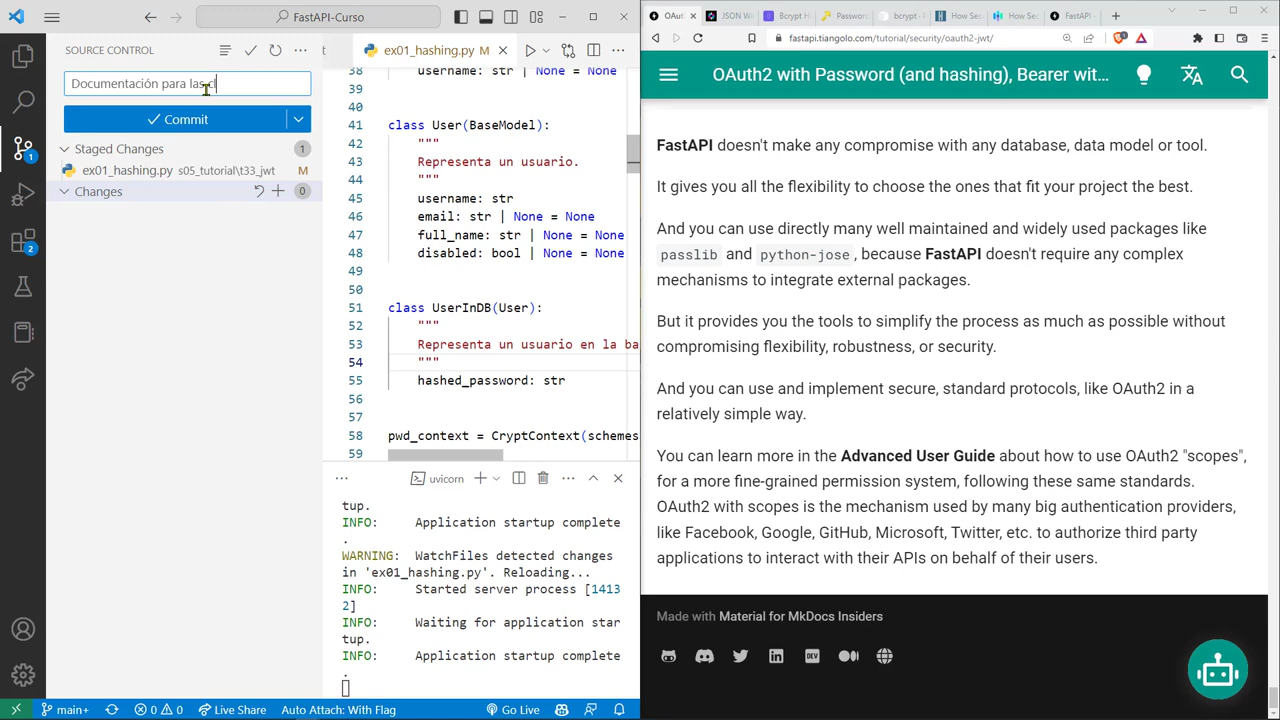 FastAPI-Curso
SOURCE CONTROL
Documentación para las cl
Commit
Staged Changes 1
ex01_hashing.py s05_tutorial\t33_jwt M
Changes 0
1
2
ex01_hashing.py M
38 username: str | None = None
39
40
41 class User(BaseModel):
42 """
43 Representa un usuario.
44 """
45 username: str
46 email: str | None = None
47 full_name: str | None = None
48 disabled: bool | None = None
49
50
51 class UserInDB(User):
52 """
53 Representa un usuario en la ba
54 """
55 hashed_password: str
56
57
58 pwd_context = CryptContext(schemes
59
uvicorn
tup.
INFO: Application startup complete
.
WARNING: WatchFiles detected changes
in 'ex01_hashing.py'. Reloading...
INFO: Started server process [1413
2]
INFO: Waiting for application star
tup.
INFO: Application startup complete
.
main+ 0 0 Live Share Auto Attach: With Flag Go Live
OAut JSON We Bcrypt H Passwor bcrypt - How Sec How Sec FastAPI -
fastapi.tiangolo.com/tutorial/security/oauth2-jwt/
OAuth2 with Password (and hashing), Bearer wit...
FastAPI doesn't make any compromise with any database, data model or tool.
It gives you all the flexibility to choose the ones that fit your project the best.
And you can use directly many well maintained and widely used packages like
passlib and python-jose, because FastAPI doesn't require any complex
mechanisms to integrate external packages.
But it provides you the tools to simplify the process as much as possible without
compromising flexibility, robustness, or security.
And you can use and implement secure, standard protocols, like OAuth2 in a
relatively simple way.
You can learn more in the Advanced User Guide about how to use OAuth2 "scopes",
for a more fine-grained permission system, following these same standards.
OAuth2 with scopes is the mechanism used by many big authentication providers,
like Facebook, Google, GitHub, Microsoft, Twitter, etc. to authorize third party
applications to interact with their APIs on behalf of their users.
Made with Material for MkDocs Insiders